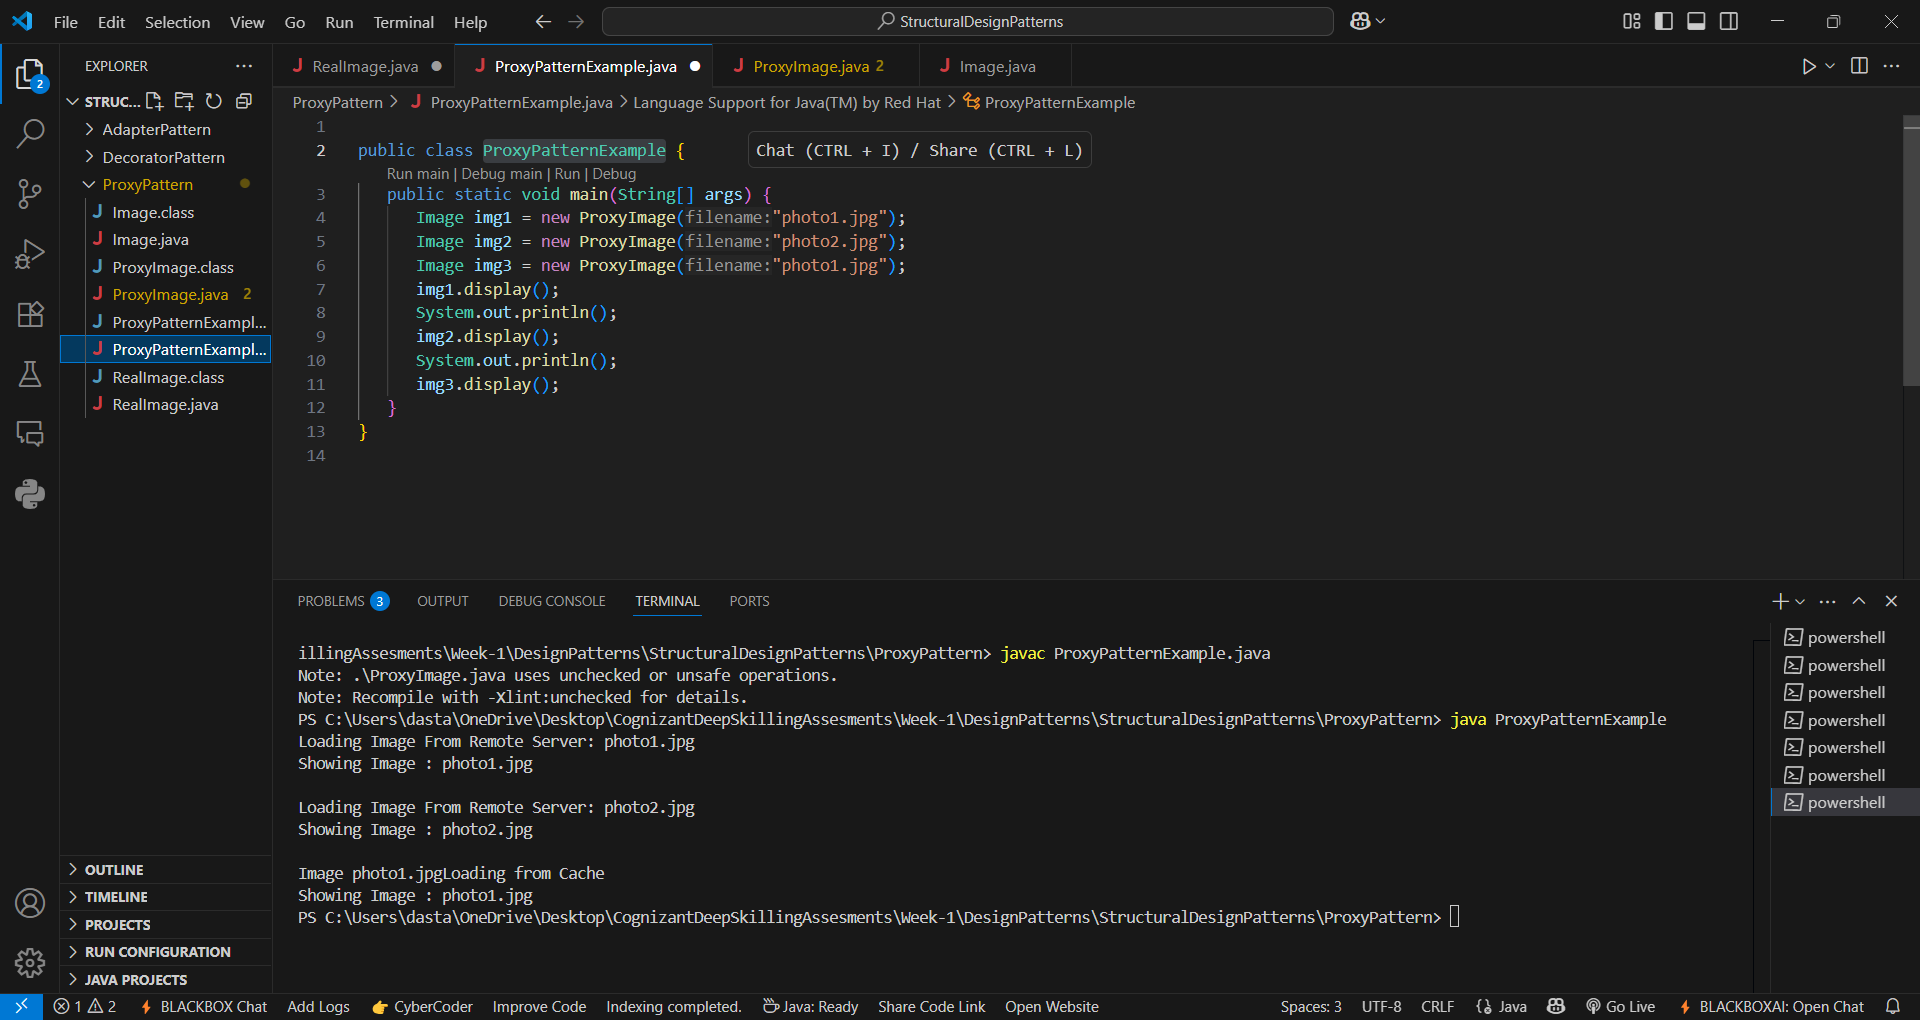 File Edit Selection View Go Run Terminal Help
StructuralDesignPatterns
2
EXPLORER
STRUC...
AdapterPattern
DecoratorPattern
ProxyPattern
Image.class
Image.java
ProxyImage.class
ProxyImage.java 2
ProxyPatternExampl...
ProxyPatternExampl...
RealImage.class
RealImage.java
OUTLINE
TIMELINE
PROJECTS
RUN CONFIGURATION
JAVA PROJECTS
RealImage.java ProxyPatternExample.java ProxyImage.java 2 Image.java
ProxyPattern > ProxyPatternExample.java > Language Support for Java(TM) by Red Hat > ProxyPatternExample
1
2 public class ProxyPatternExample {
Chat (CTRL + I) / Share (CTRL + L)
Run main | Debug main | Run | Debug
3 public static void main(String[] args) {
4 Image img1 = new ProxyImage(filename:"photo1.jpg");
5 Image img2 = new ProxyImage(filename:"photo2.jpg");
6 Image img3 = new ProxyImage(filename:"photo1.jpg");
7 img1.display();
8 System.out.println();
9 img2.display();
10 System.out.println();
11 img3.display();
12 }
13 }
14
PROBLEMS 3 OUTPUT DEBUG CONSOLE TERMINAL PORTS
illingAssesments\Week-1\DesignPatterns\StructuralDesignPatterns\ProxyPattern> javac ProxyPatternExample.java
Note: .\ProxyImage.java uses unchecked or unsafe operations.
Note: Recompile with -Xlint:unchecked for details.
PS C:\Users\dasta\OneDrive\Desktop\CognizantDeepSkillingAssesments\Week-1\DesignPatterns\StructuralDesignPatterns\ProxyPattern> java ProxyPatternExample
Loading Image From Remote Server: photo1.jpg
Showing Image : photo1.jpg
Loading Image From Remote Server: photo2.jpg
Showing Image : photo2.jpg
Image photo1.jpgLoading from Cache
Showing Image : photo1.jpg
PS C:\Users\dasta\OneDrive\Desktop\CognizantDeepSkillingAssesments\Week-1\DesignPatterns\StructuralDesignPatterns\ProxyPattern>
powershell
powershell
powershell
powershell
powershell
powershell
powershell
1 2 BLACKBOX Chat Add Logs CyberCoder Improve Code Indexing completed. Java: Ready Share Code Link Open Website Spaces: 3 UTF-8 CRLF Java Go Live BLACKBOXAI: Open Chat